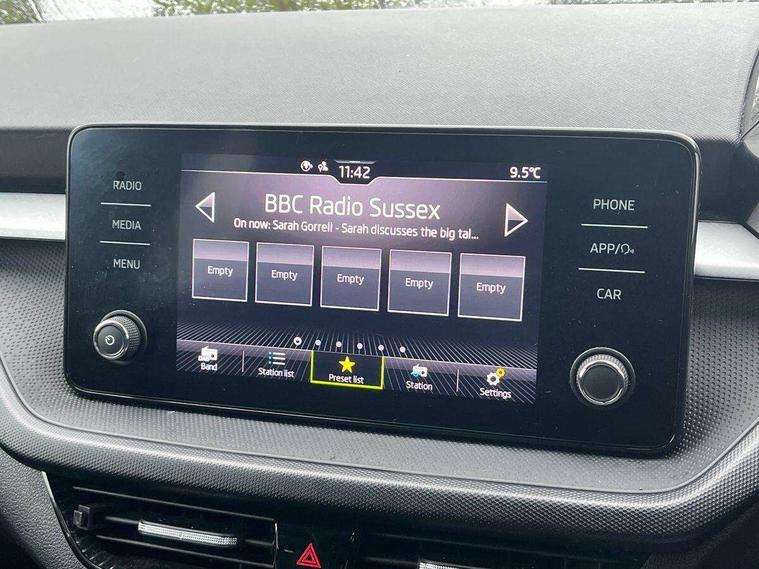 11:42
9.5°C
RADIO
MEDIA
MENU
BBC Radio Sussex
On now: Sarah Gorrell - Sarah discusses the big tal...
Empty Empty Empty Empty Empty
Band Station list Preset list Station Settings
PHONE
APP/
CAR